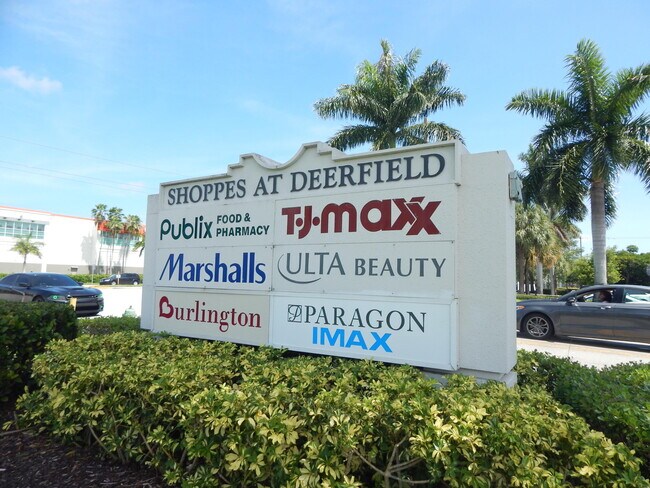 SHOPPES AT DEERFIELD
Publix FOOD &
PHARMACY
T·J·maxx
Marshalls
ULTA BEAUTY
Burlington
P PARAGON
IMAX